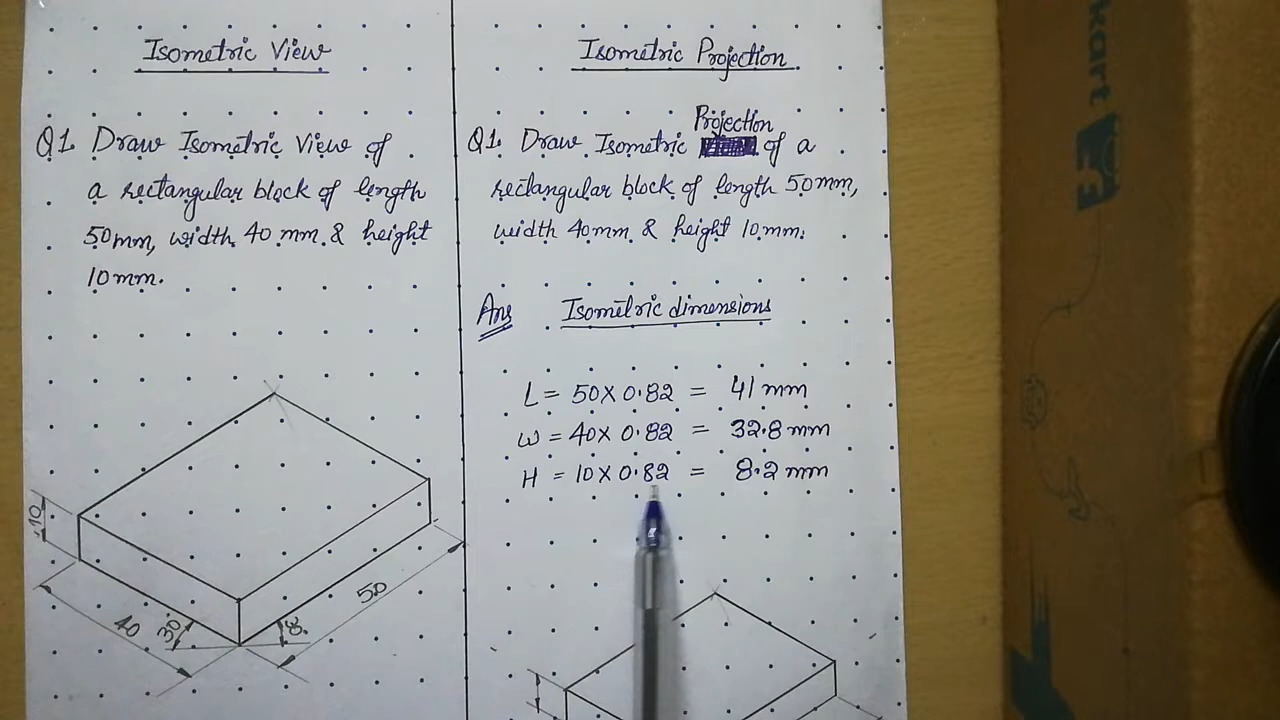 Isometric View
Q1. Draw Isometric View of
a rectangular block of length
50mm, width 40 mm & height
10mm.
10
40
30°
30°
50
Isometric Projection
Projection
Q1. Draw Isometric of a
rectangular block of length 50mm,
width 40mm & height 10mm.
Ans Isometric dimensions
L = 50 X 0.82 = 41 mm
W = 40 X 0.82 = 32.8 mm
H = 10 X 0.82 = 8.2 mm
kart